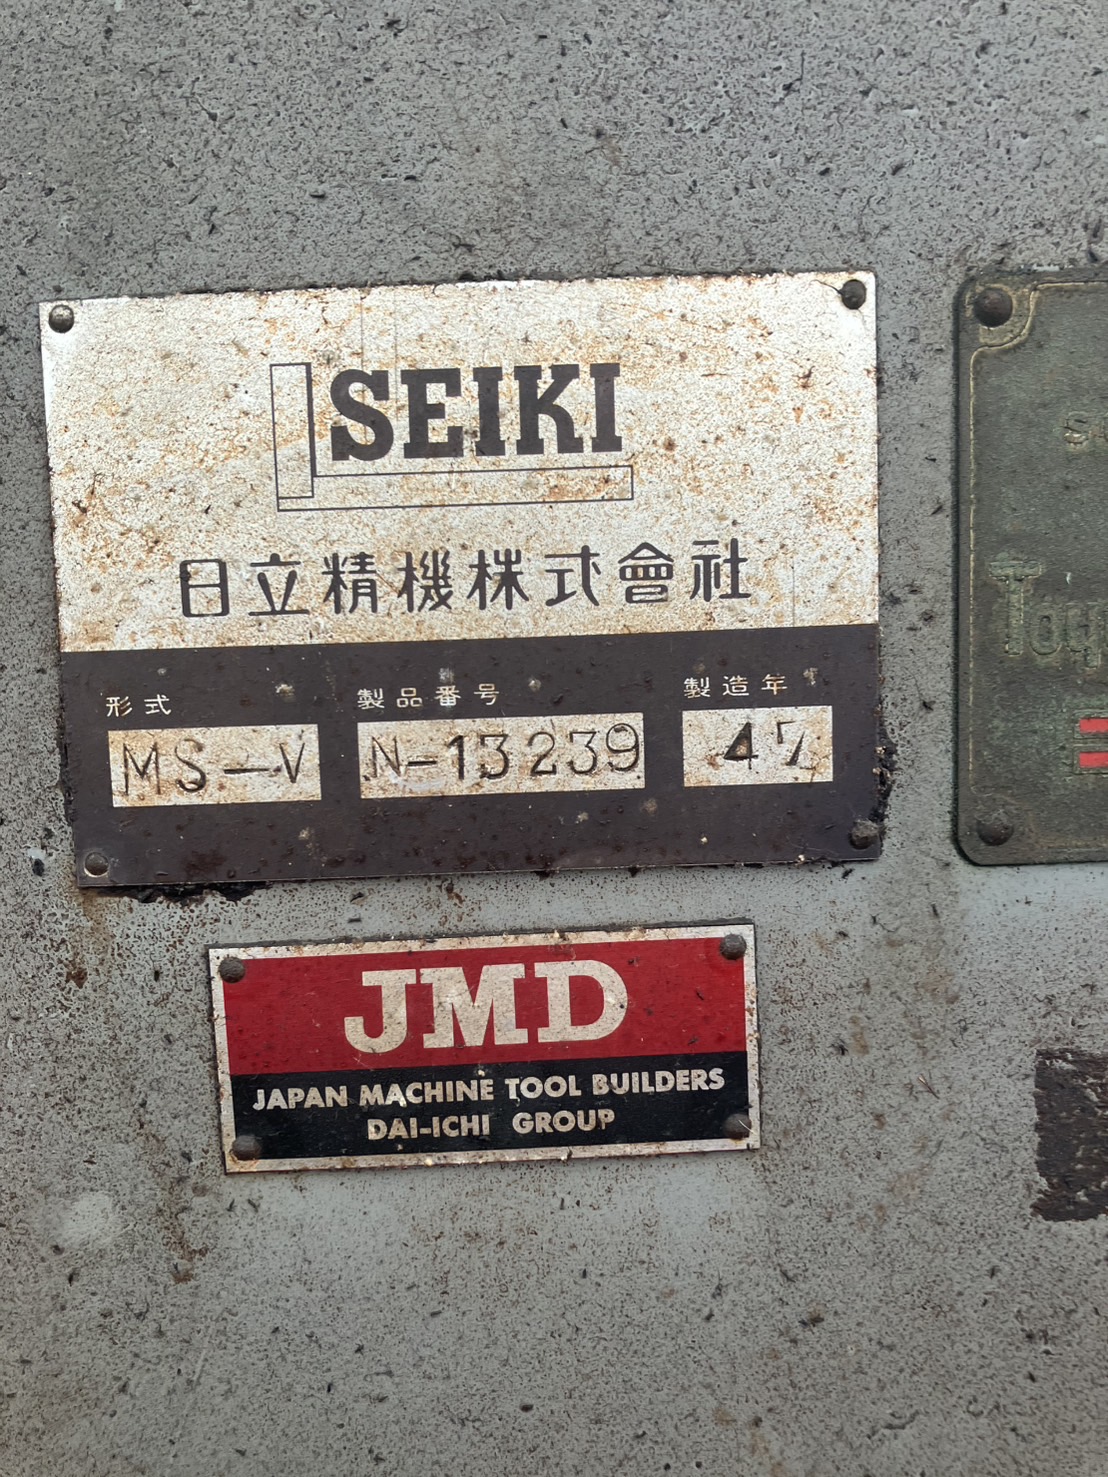 SEIKI
日立精機株式會社
形式 製品番号 製造年
MS-V N-13239 47
JMD
JAPAN MACHINE TOOL BUILDERS
DAI-ICHI GROUP